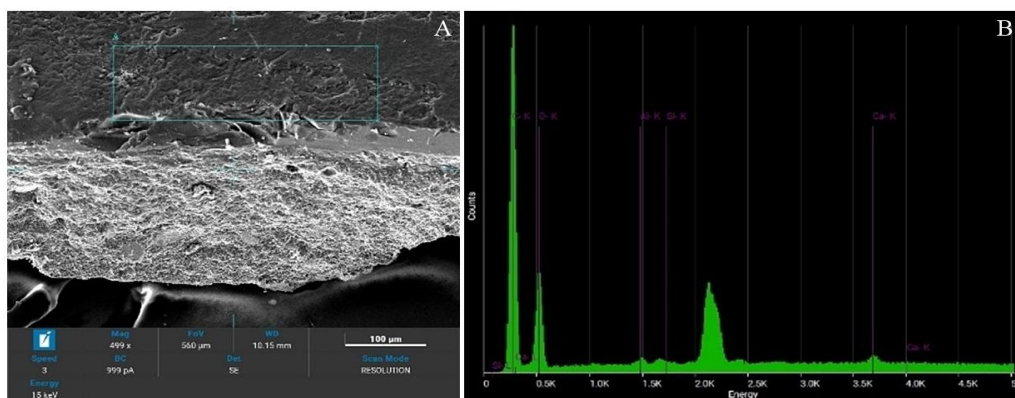 A
Mag
FoV
WD
499 x
560 µm
10.15 mm
100 µm
Speed
BC
Det.
Scan Mode
3
999 pA
SE
RESOLUTION
Energy
15 keV
B
C- K
O- K
Al- K
Si- K
Ca- K
Ca- K
Counts
0
0.5K
1.0K
1.5K
2.0K
2.5K
3.0K
3.5K
4.0K
4.5K
Energy